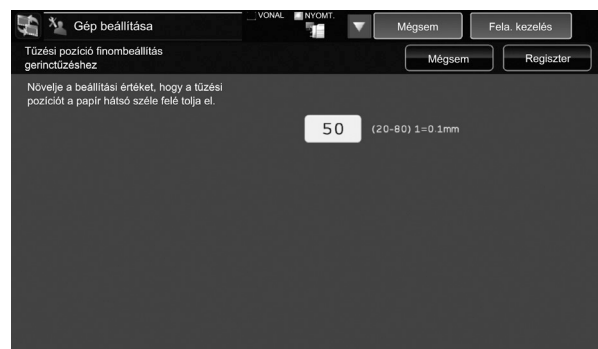 Gép beállítása
VONAL
NYOMT.
Mégsem
Fela. kezelés
Tűzési pozíció finombeállítás
gerinctűzéshez
Mégsem
Regiszter
Növelje a beállítási értéket, hogy a tűzési
pozíciót a papír hátsó széle felé tolja el.
50
(20-80) 1=0.1mm